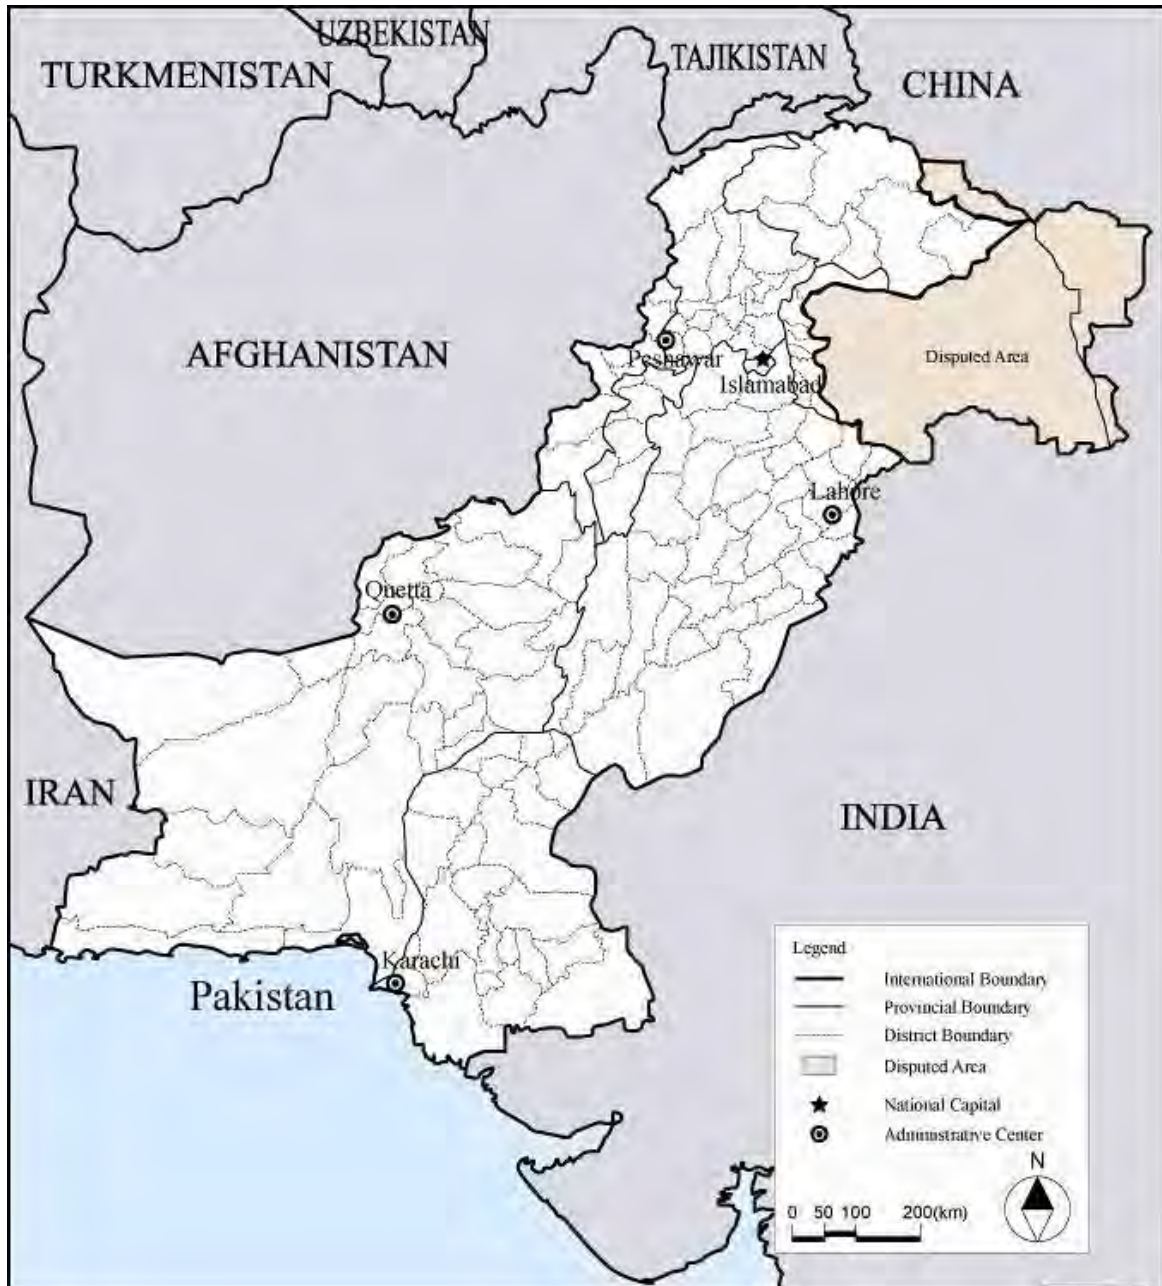 UZBEKISTAN
TURKMENISTAN
TAJIKISTAN
CHINA
AFGHANISTAN
Peshawar
Islamabad
Disputed Area
Lahore
Quetta
IRAN
INDIA
Karachi
Pakistan
Legend
International Boundary
Provincial Boundary
District Boundary
Disputed Area
National Capital
Administrative Center
N
0 50 100 200(km)